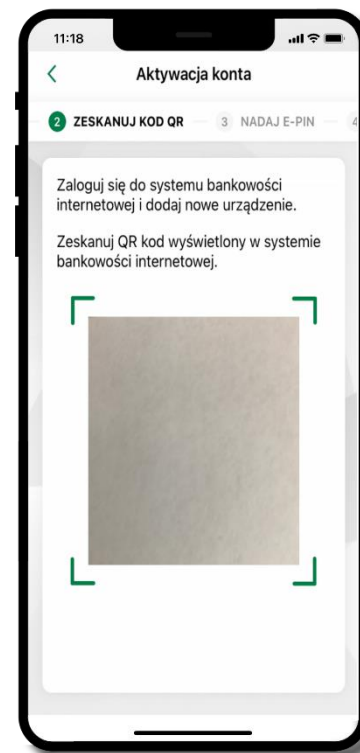 11:18
Aktywacja konta
2 ZESKANUJ KOD QR 3 NADAJ E-PIN 4
Zaloguj się do systemu bankowości
internetowej i dodaj nowe urządzenie.
Zeskanuj QR kod wyświetlony w systemie
bankowości internetowej.